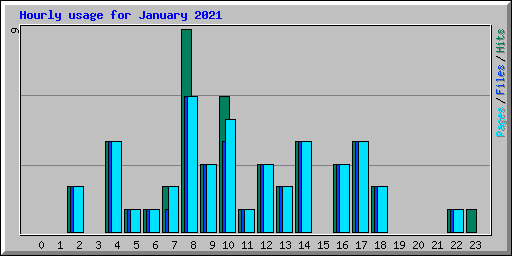 Hourly usage for January 2021
9
Pages/Files/Hits
0 1 2 3 4 5 6 7 8 9 10 11 12 13 14 15 16 17 18 19 20 21 22 23